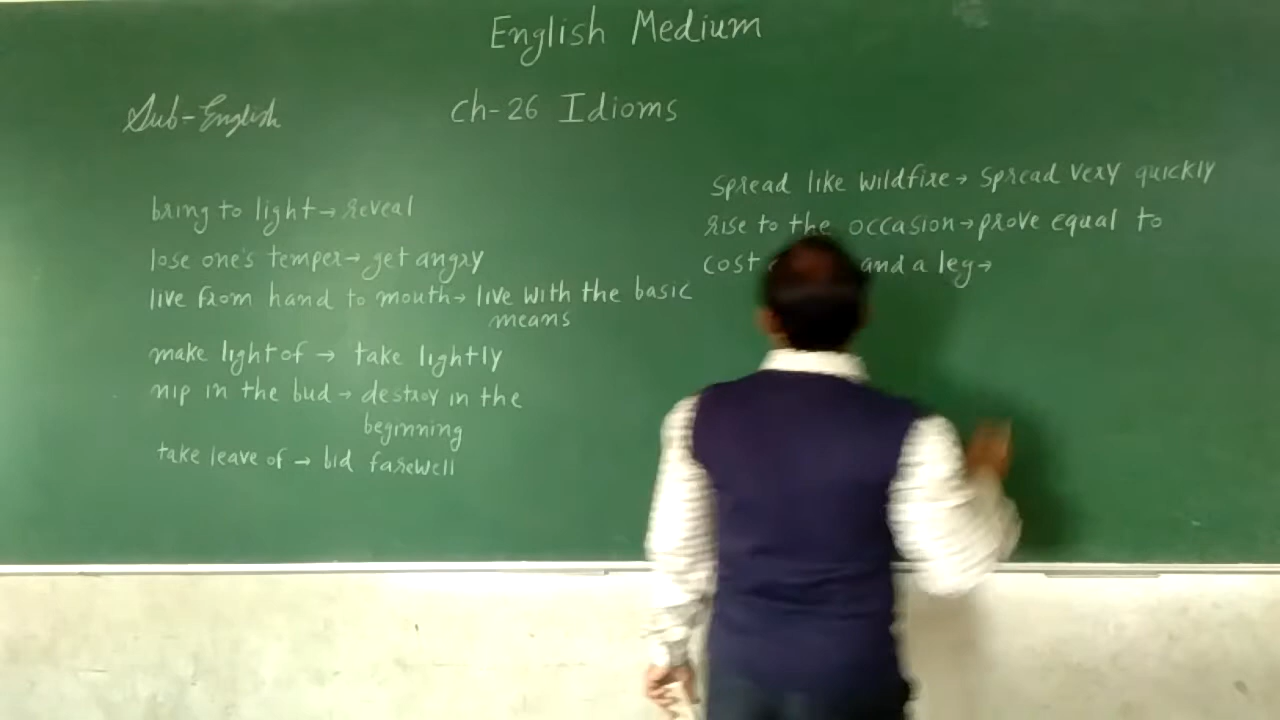 English Medium
Sub-English
Ch-26 Idioms
bring to light → reveal
lose one's temper → get angry
live from hand to mouth → live with the basic
means
make light of → take lightly
nip in the bud → destroy in the
beginning
take leave of → bid farewell
spread like wildfire → spread very quickly
rise to the occasion → prove equal to
cost and a leg →